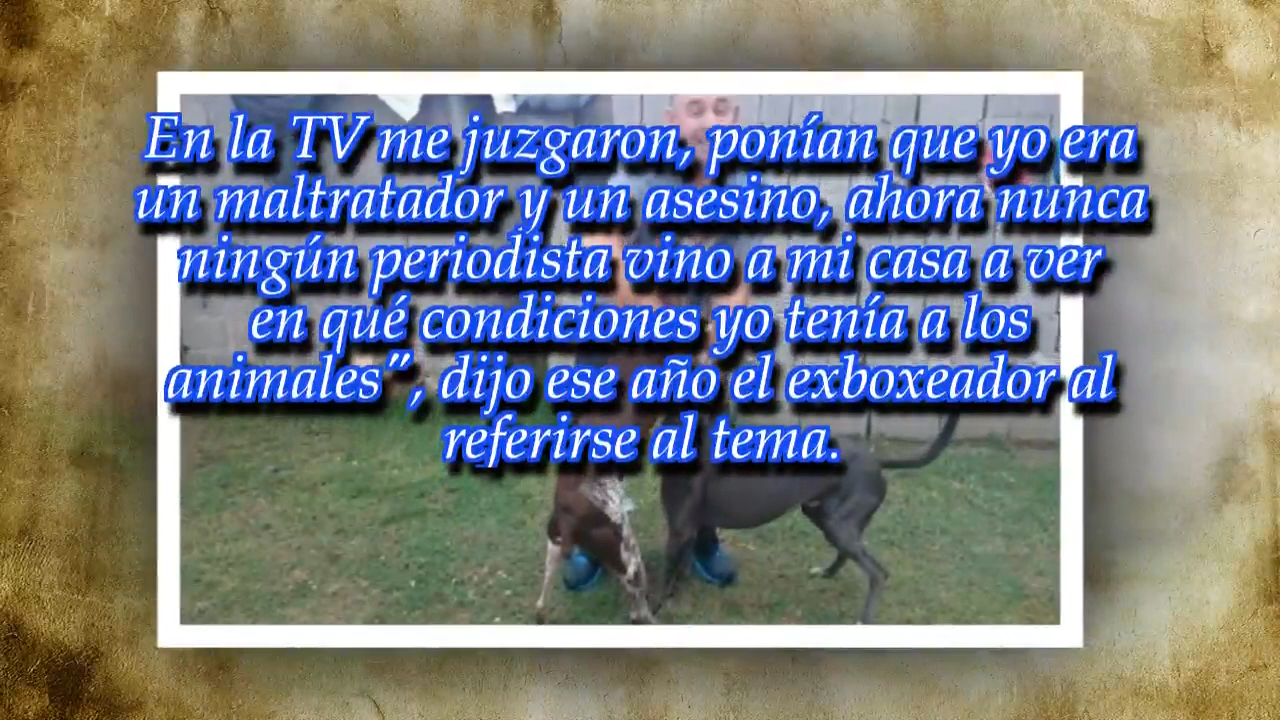 En la TV me juzgaron, ponían que yo era
un maltratador y un asesino, ahora nunca
ningún periodista vino a mi casa a ver
en qué condiciones yo tenía a los
animales”, dijo ese año el exboxeador al
referirse al tema.